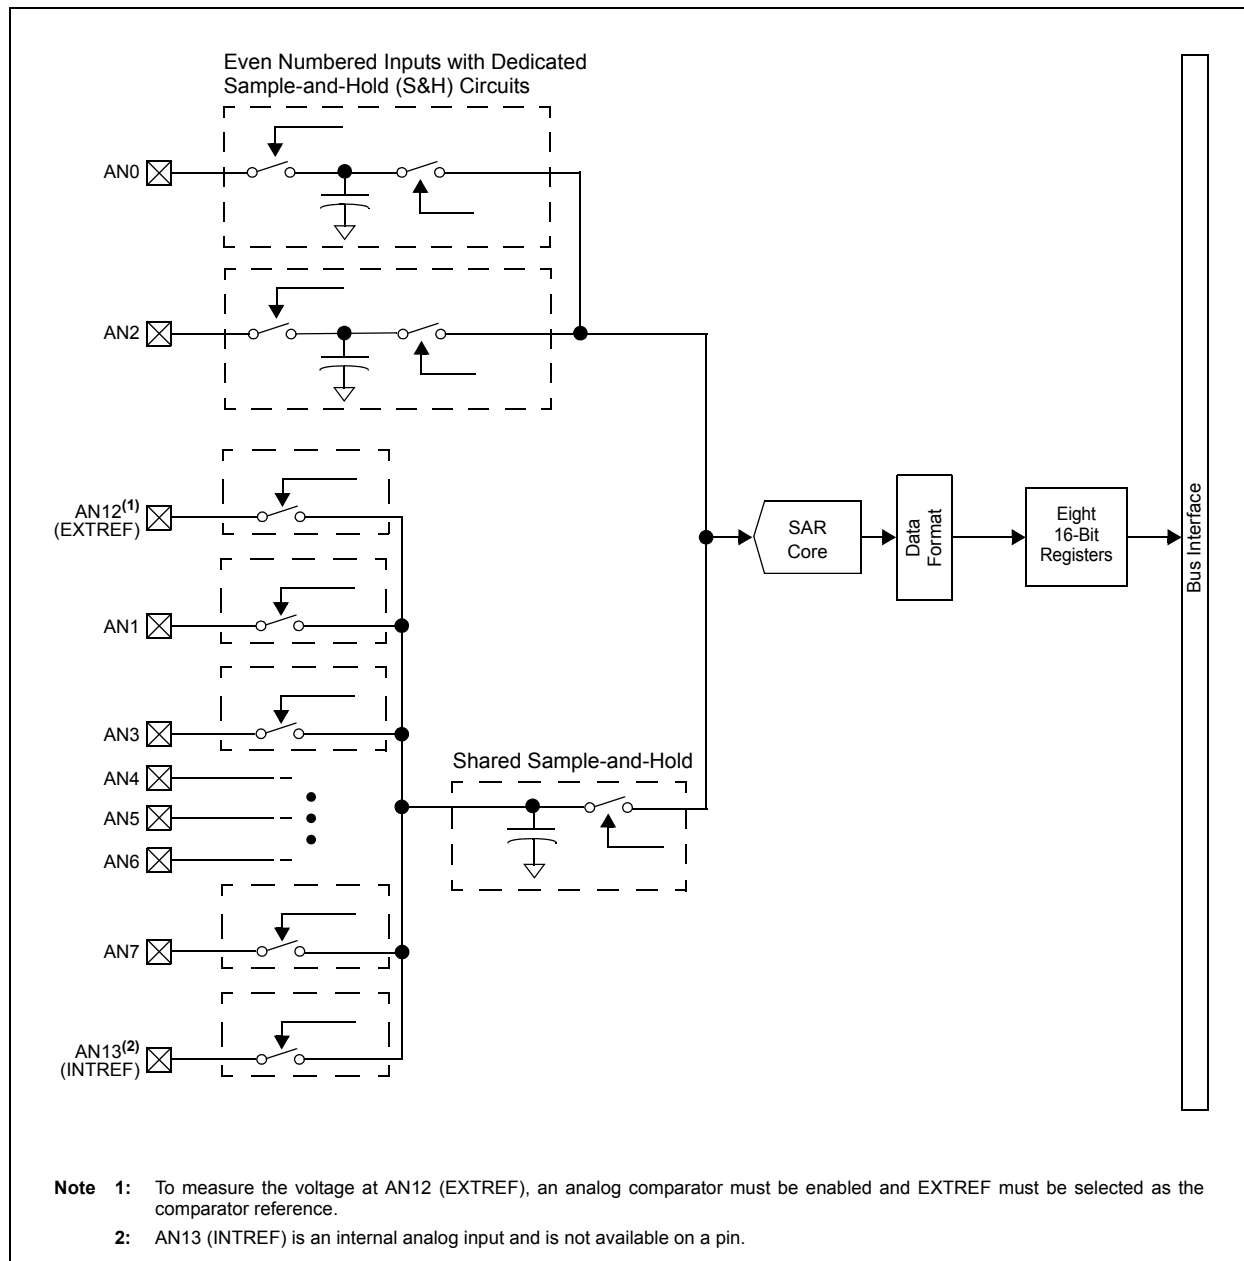 Even Numbered Inputs with Dedicated
Sample-and-Hold (S&H) Circuits
AN0
AN2
AN12(1)
(EXTREF)
AN1
AN3
AN4
AN5
AN6
AN7
AN13(2)
(INTREF)
Shared Sample-and-Hold
SAR
Core
Data
Format
Eight
16-Bit
Registers
Bus Interface
Note 1: To measure the voltage at AN12 (EXTREF), an analog comparator must be enabled and EXTREF must be selected as the
comparator reference.
2: AN13 (INTREF) is an internal analog input and is not available on a pin.